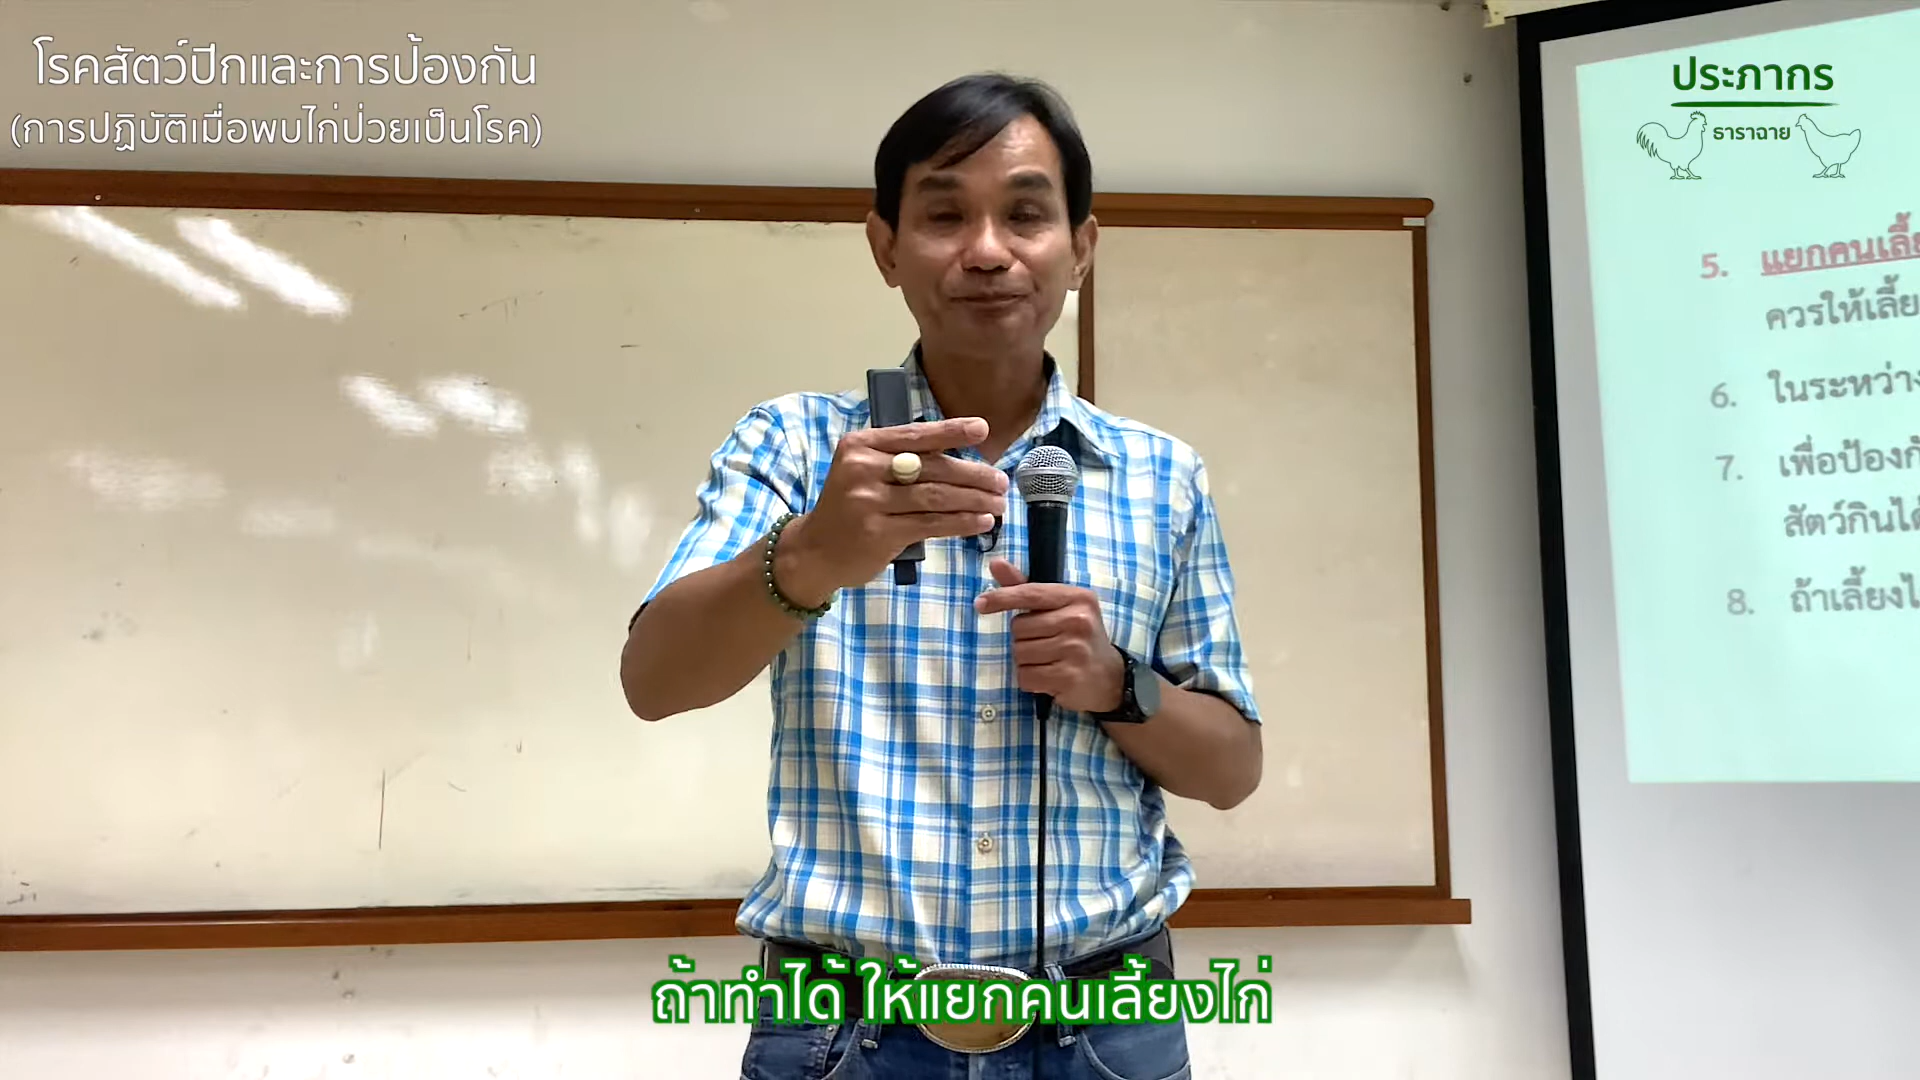 โรคสัตว์ปีกและการป้องกัน
(การปฏิบัติเมื่อพบไก่ป่วยเป็นโรค)
ประภากร
ธาราฉาย
5. แยกคนเลี้ย
ควรให้เลี้ย
6. ในระหว่าง
7. เพื่อป้องกั
สัตว์กินได้
8. ถ้าเลี้ยงไ
ถ้าทำได้ ให้แยกคนเลี้ยงไก่